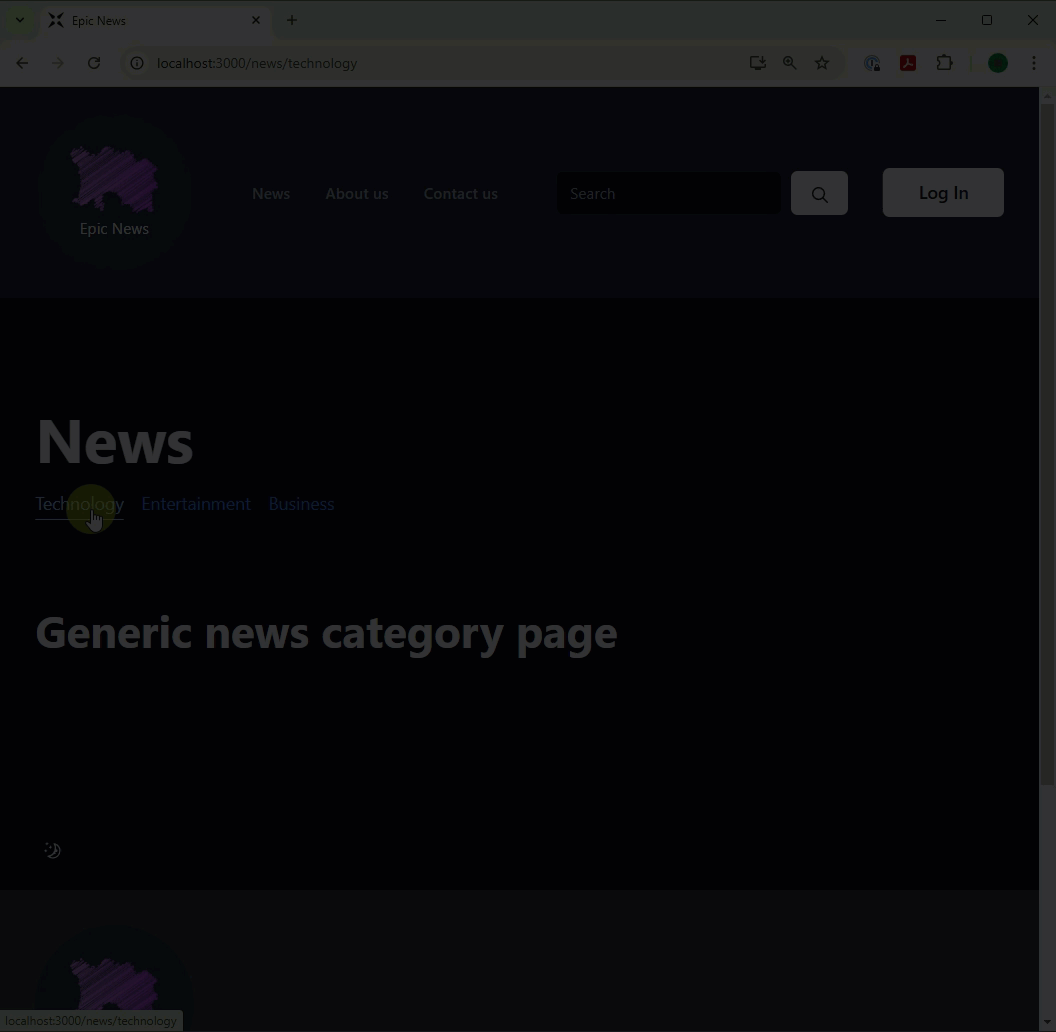 Epic News
localhost:3000/news/technology
Epic News
News About us Contact us Search Log In
News
Technology Entertainment Business
Generic news category page
localhost:3000/news/technology